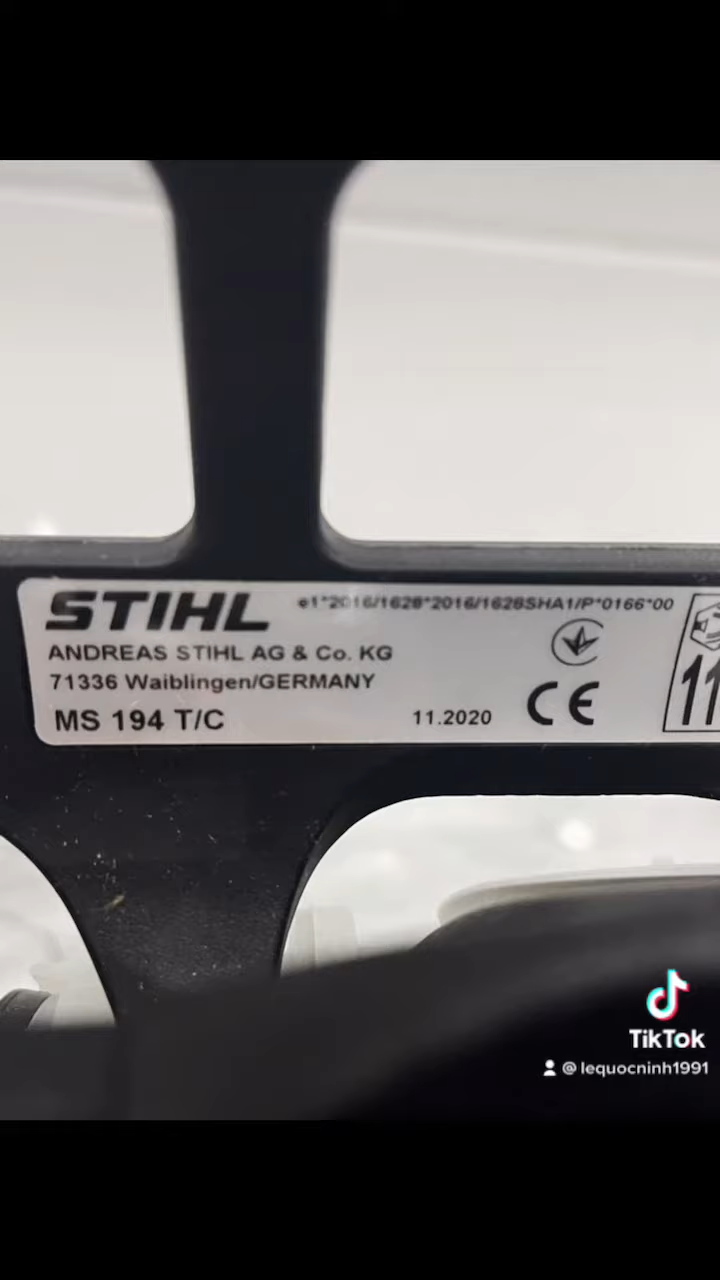 STIHL
e1*2016/1628*2016/1628SHA1/P*0166*00
ANDREAS STIHL AG & Co. KG
71336 Waiblingen/GERMANY
MS 194 T/C
11.2020
CE
11
TikTok
@lequocninh1991